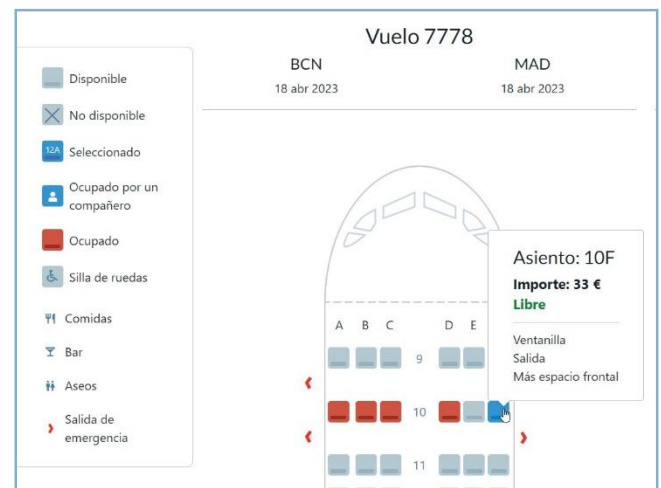 Vuelo 7778
BCN
MAD
18 abr 2023
18 abr 2023
Disponible
No disponible
12A
Seleccionado
Ocupado por un
compañero
Ocupado
Silla de ruedas
Comidas
Bar
Aseos
Salida de
emergencia
Asiento: 10F
Importe: 33 €
Libre
Ventanilla
Salida
Más espacio frontal
A B C D E
9
10
11